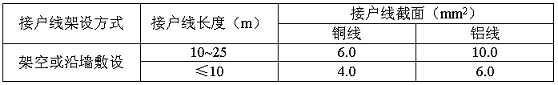 接户线架设方式 接户线长度（m） 接户线截面（mm²）
铜线 铝线
架空或沿墙敷设 10~25 6.0 10.0
≤10 4.0 6.0